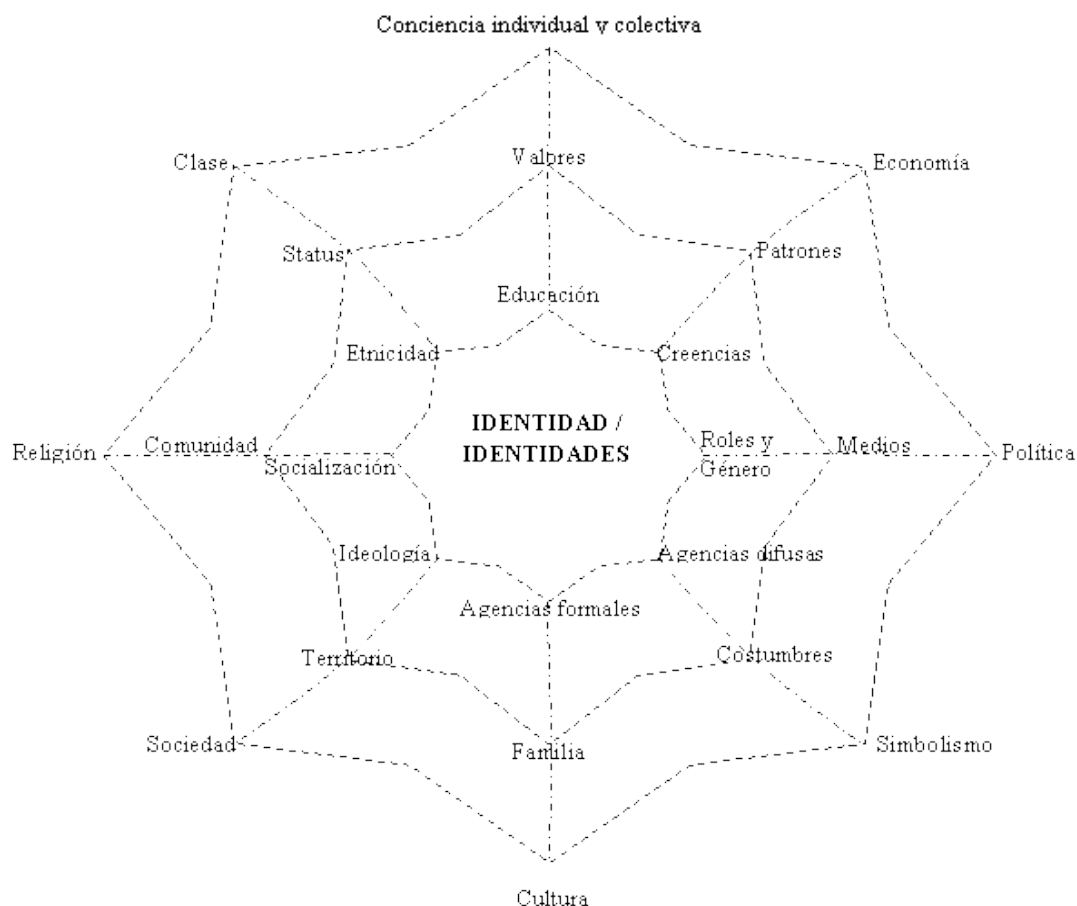 Conciencia individual y colectiva
Clase
Valores
Economía
Status
Patrones
Educación
Etnicidad
Creencias
IDENTIDAD /
IDENTIDADES
Religión
Comunidad
Socialización
Roles y
Género
Medios
Política
Ideología
Agencias difusas
Agencias formales
Territorio
Costumbres
Sociedad
Familia
Simbolismo
Cultura